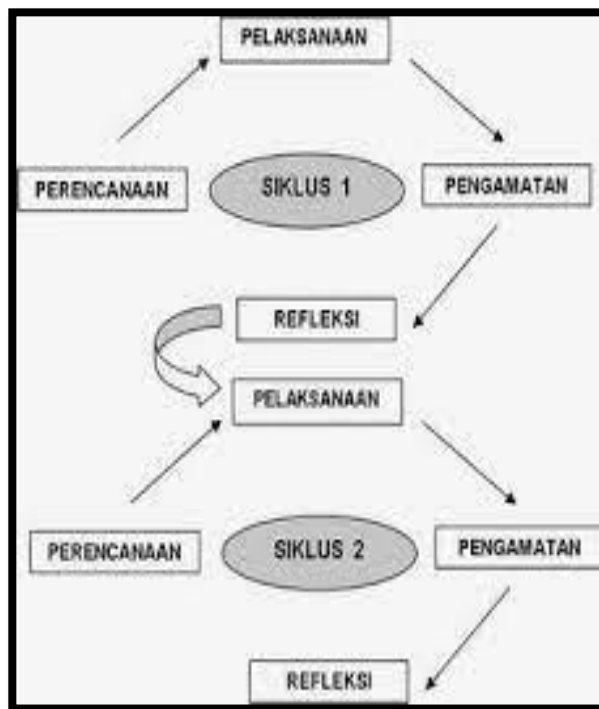 PELAKSANAAN
PERENCANAAN
SIKLUS 1
PENGAMATAN
REFLEKSI
PELAKSANAAN
PERENCANAAN
SIKLUS 2
PENGAMATAN
REFLEKSI